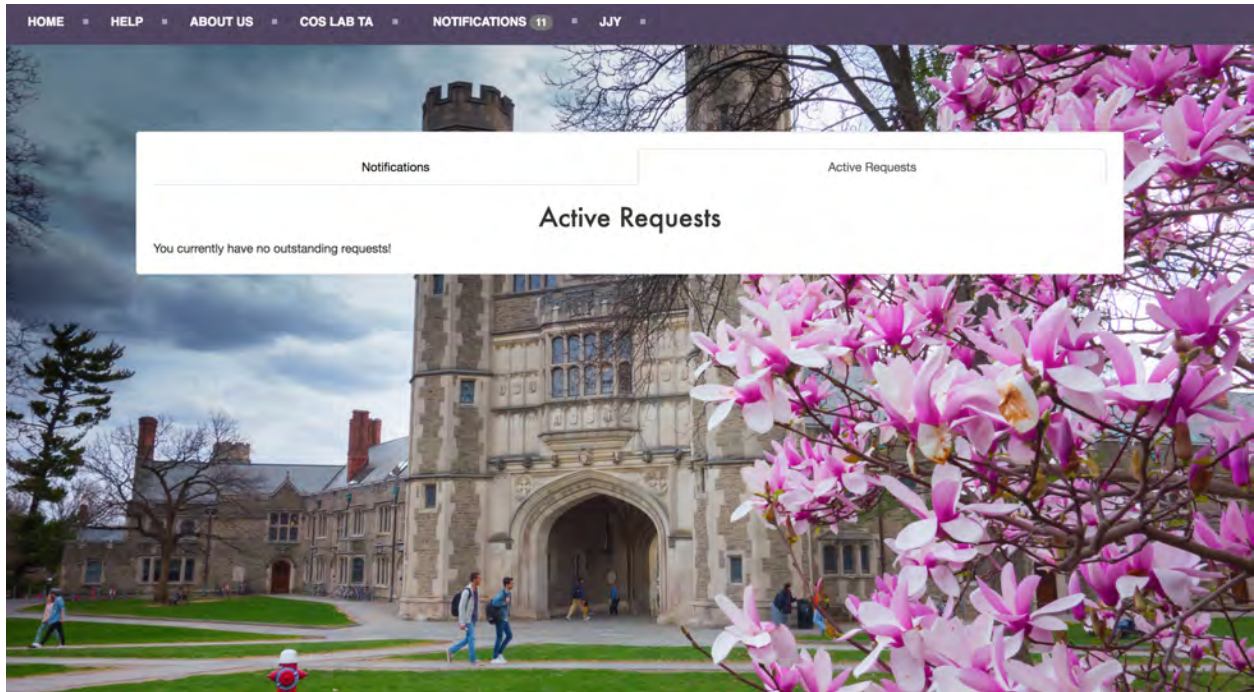 HOME HELP ABOUT US COS LAB TA NOTIFICATIONS 11 JJY
Notifications Active Requests
Active Requests
You currently have no outstanding requests!